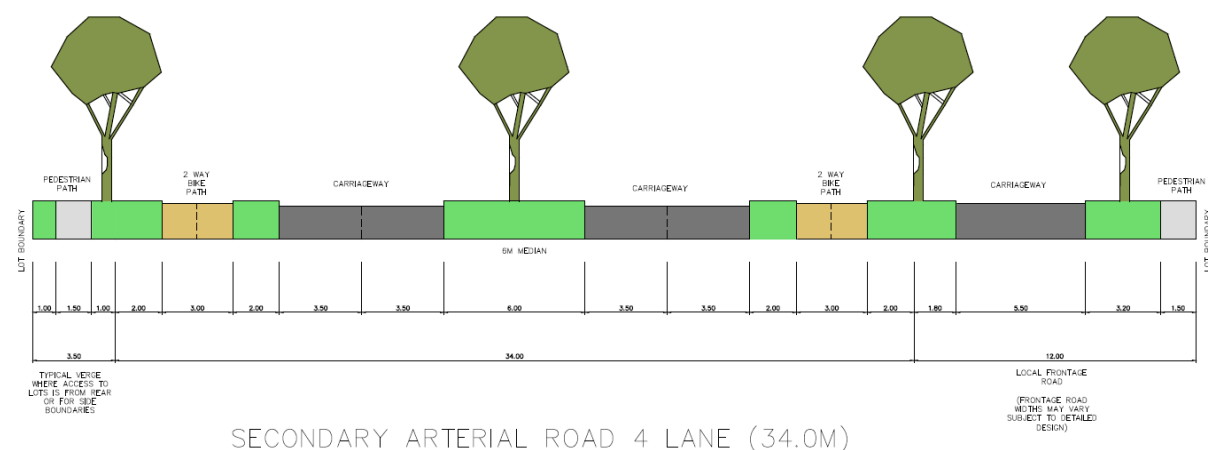 PEDESTRIAN
PATH
2 WAY
BIKE
PATH
CARRIAGEWAY
CARRIAGEWAY
2 WAY
BIKE
PATH
CARRIAGEWAY
PEDESTRIAN
PATH
LOT BOUNDARY
6M MEDIAN
LOT BOUNDARY
1.00 1.50 1.00 2.00 3.00 2.00 3.50 3.50 6.00 3.50 3.50 2.00 3.00 2.00 1.80 5.50 3.20 1.50
3.50 34.00 12.00
TYPICAL VERGE
WHERE ACCESS TO
LOTS IS FROM REAR
OR FOR SIDE
BOUNDARIES
LOCAL FRONTAGE
ROAD
(FRONTAGE ROAD
WIDTHS MAY VARY
SUBJECT TO DETAILED
DESIGN)
SECONDARY ARTERIAL ROAD 4 LANE (34.0M)